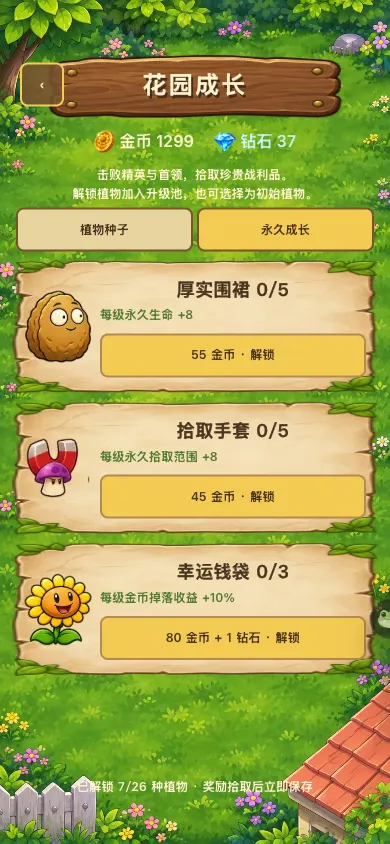 ‹
花园成长
金币 1299 钻石 37
击败精英与首领，拾取珍贵战利品。
解锁植物加入升级池，也可选择为初始植物。
植物种子 永久成长
厚实围裙 0/5
每级永久生命 +8
55 金币 · 解锁
拾取手套 0/5
每级永久拾取范围 +8
45 金币 · 解锁
幸运钱袋 0/3
每级金币掉落收益 +10%
80 金币 + 1 钻石 · 解锁
已解锁 7/26 种植物 · 奖励拾取后立即保存